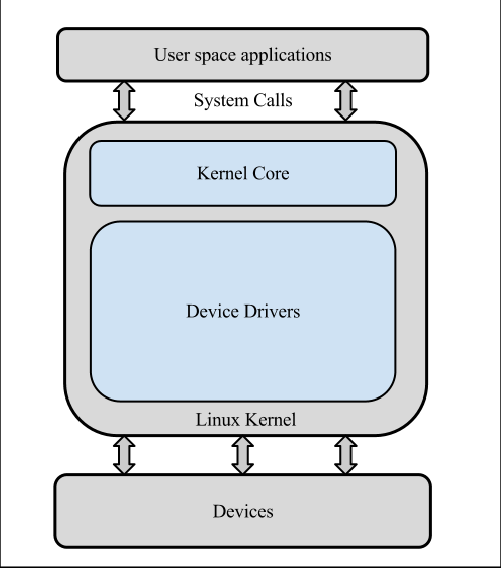 User space applications
System Calls
Kernel Core
Device Drivers
Linux Kernel
Devices